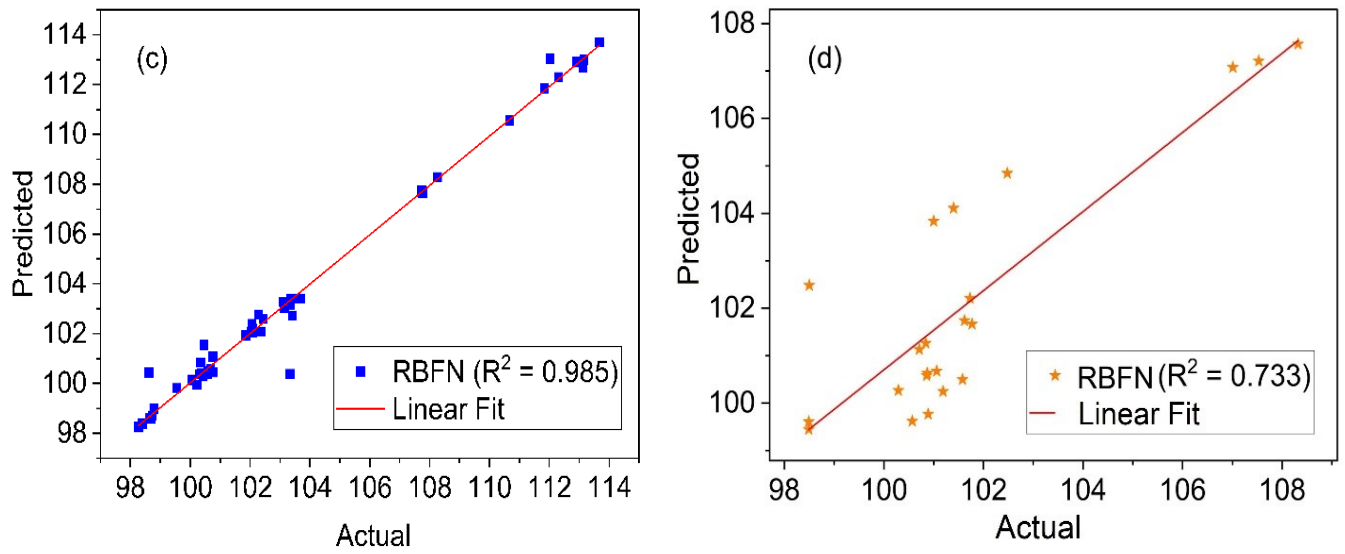 (c)
Predicted
114
112
110
108
106
104
102
100
98
RBFN (R² = 0.985)
Linear Fit
98 100 102 104 106 108 110 112 114
Actual
(d)
Predicted
108
106
104
102
100
RBFN (R² = 0.733)
Linear Fit
98 100 102 104 106 108
Actual